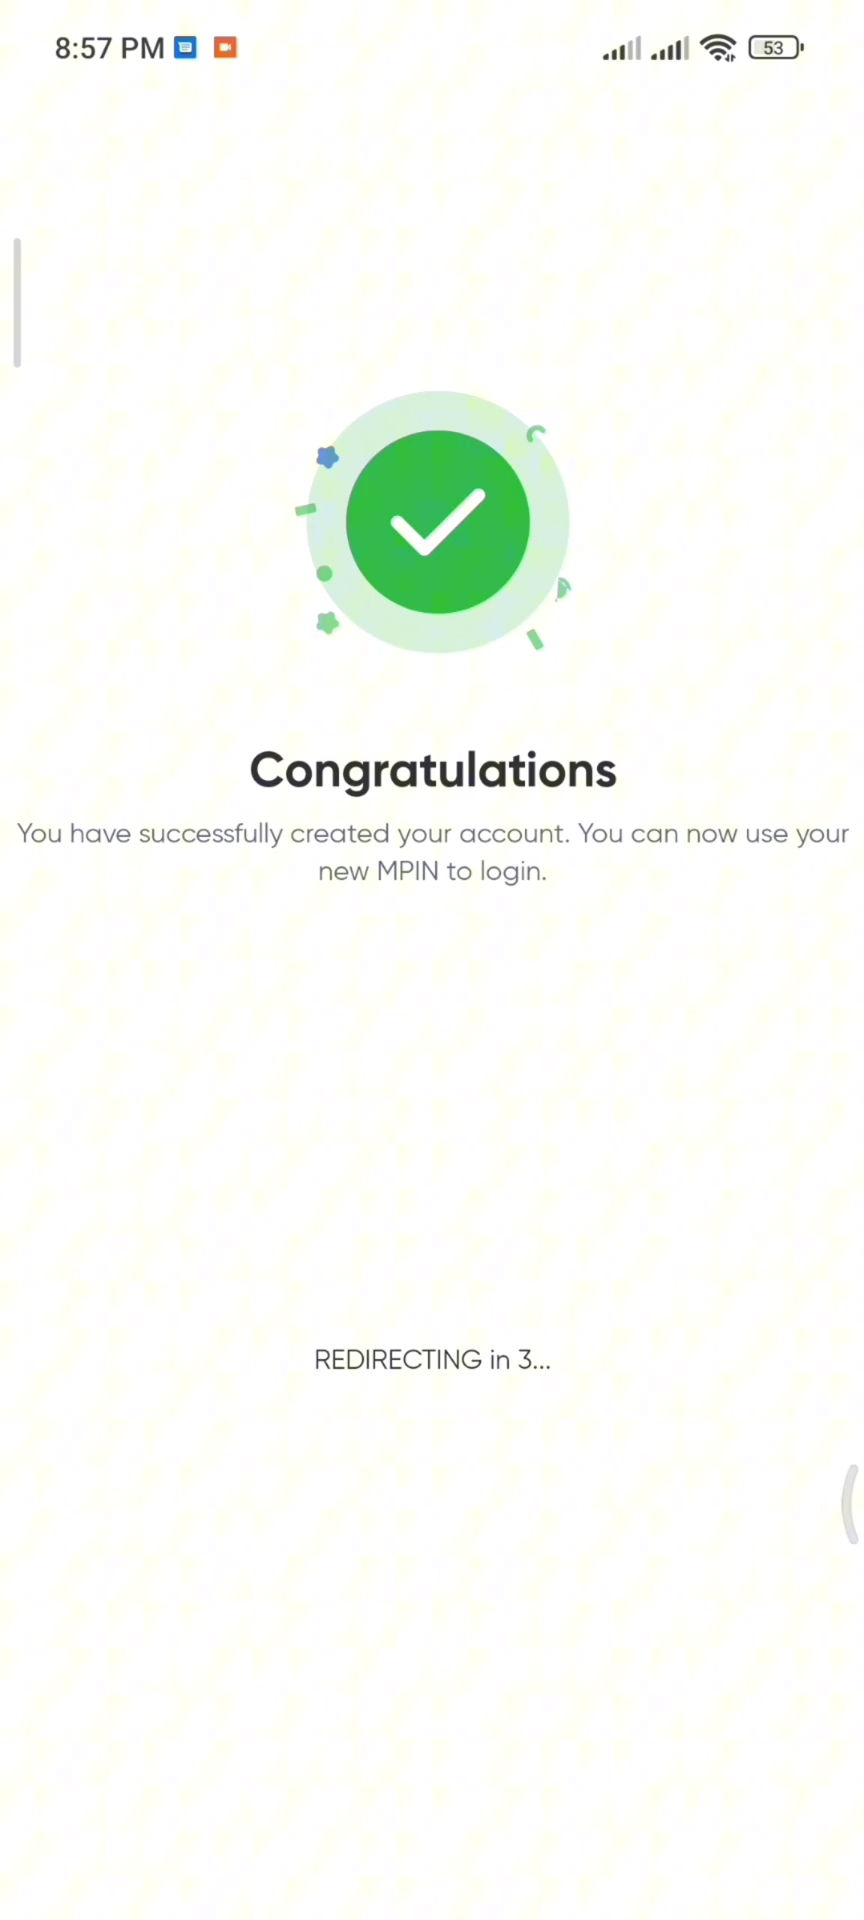 8:57 PM
53
Congratulations
You have successfully created your account. You can now use your
new MPIN to login.
REDIRECTING in 3...